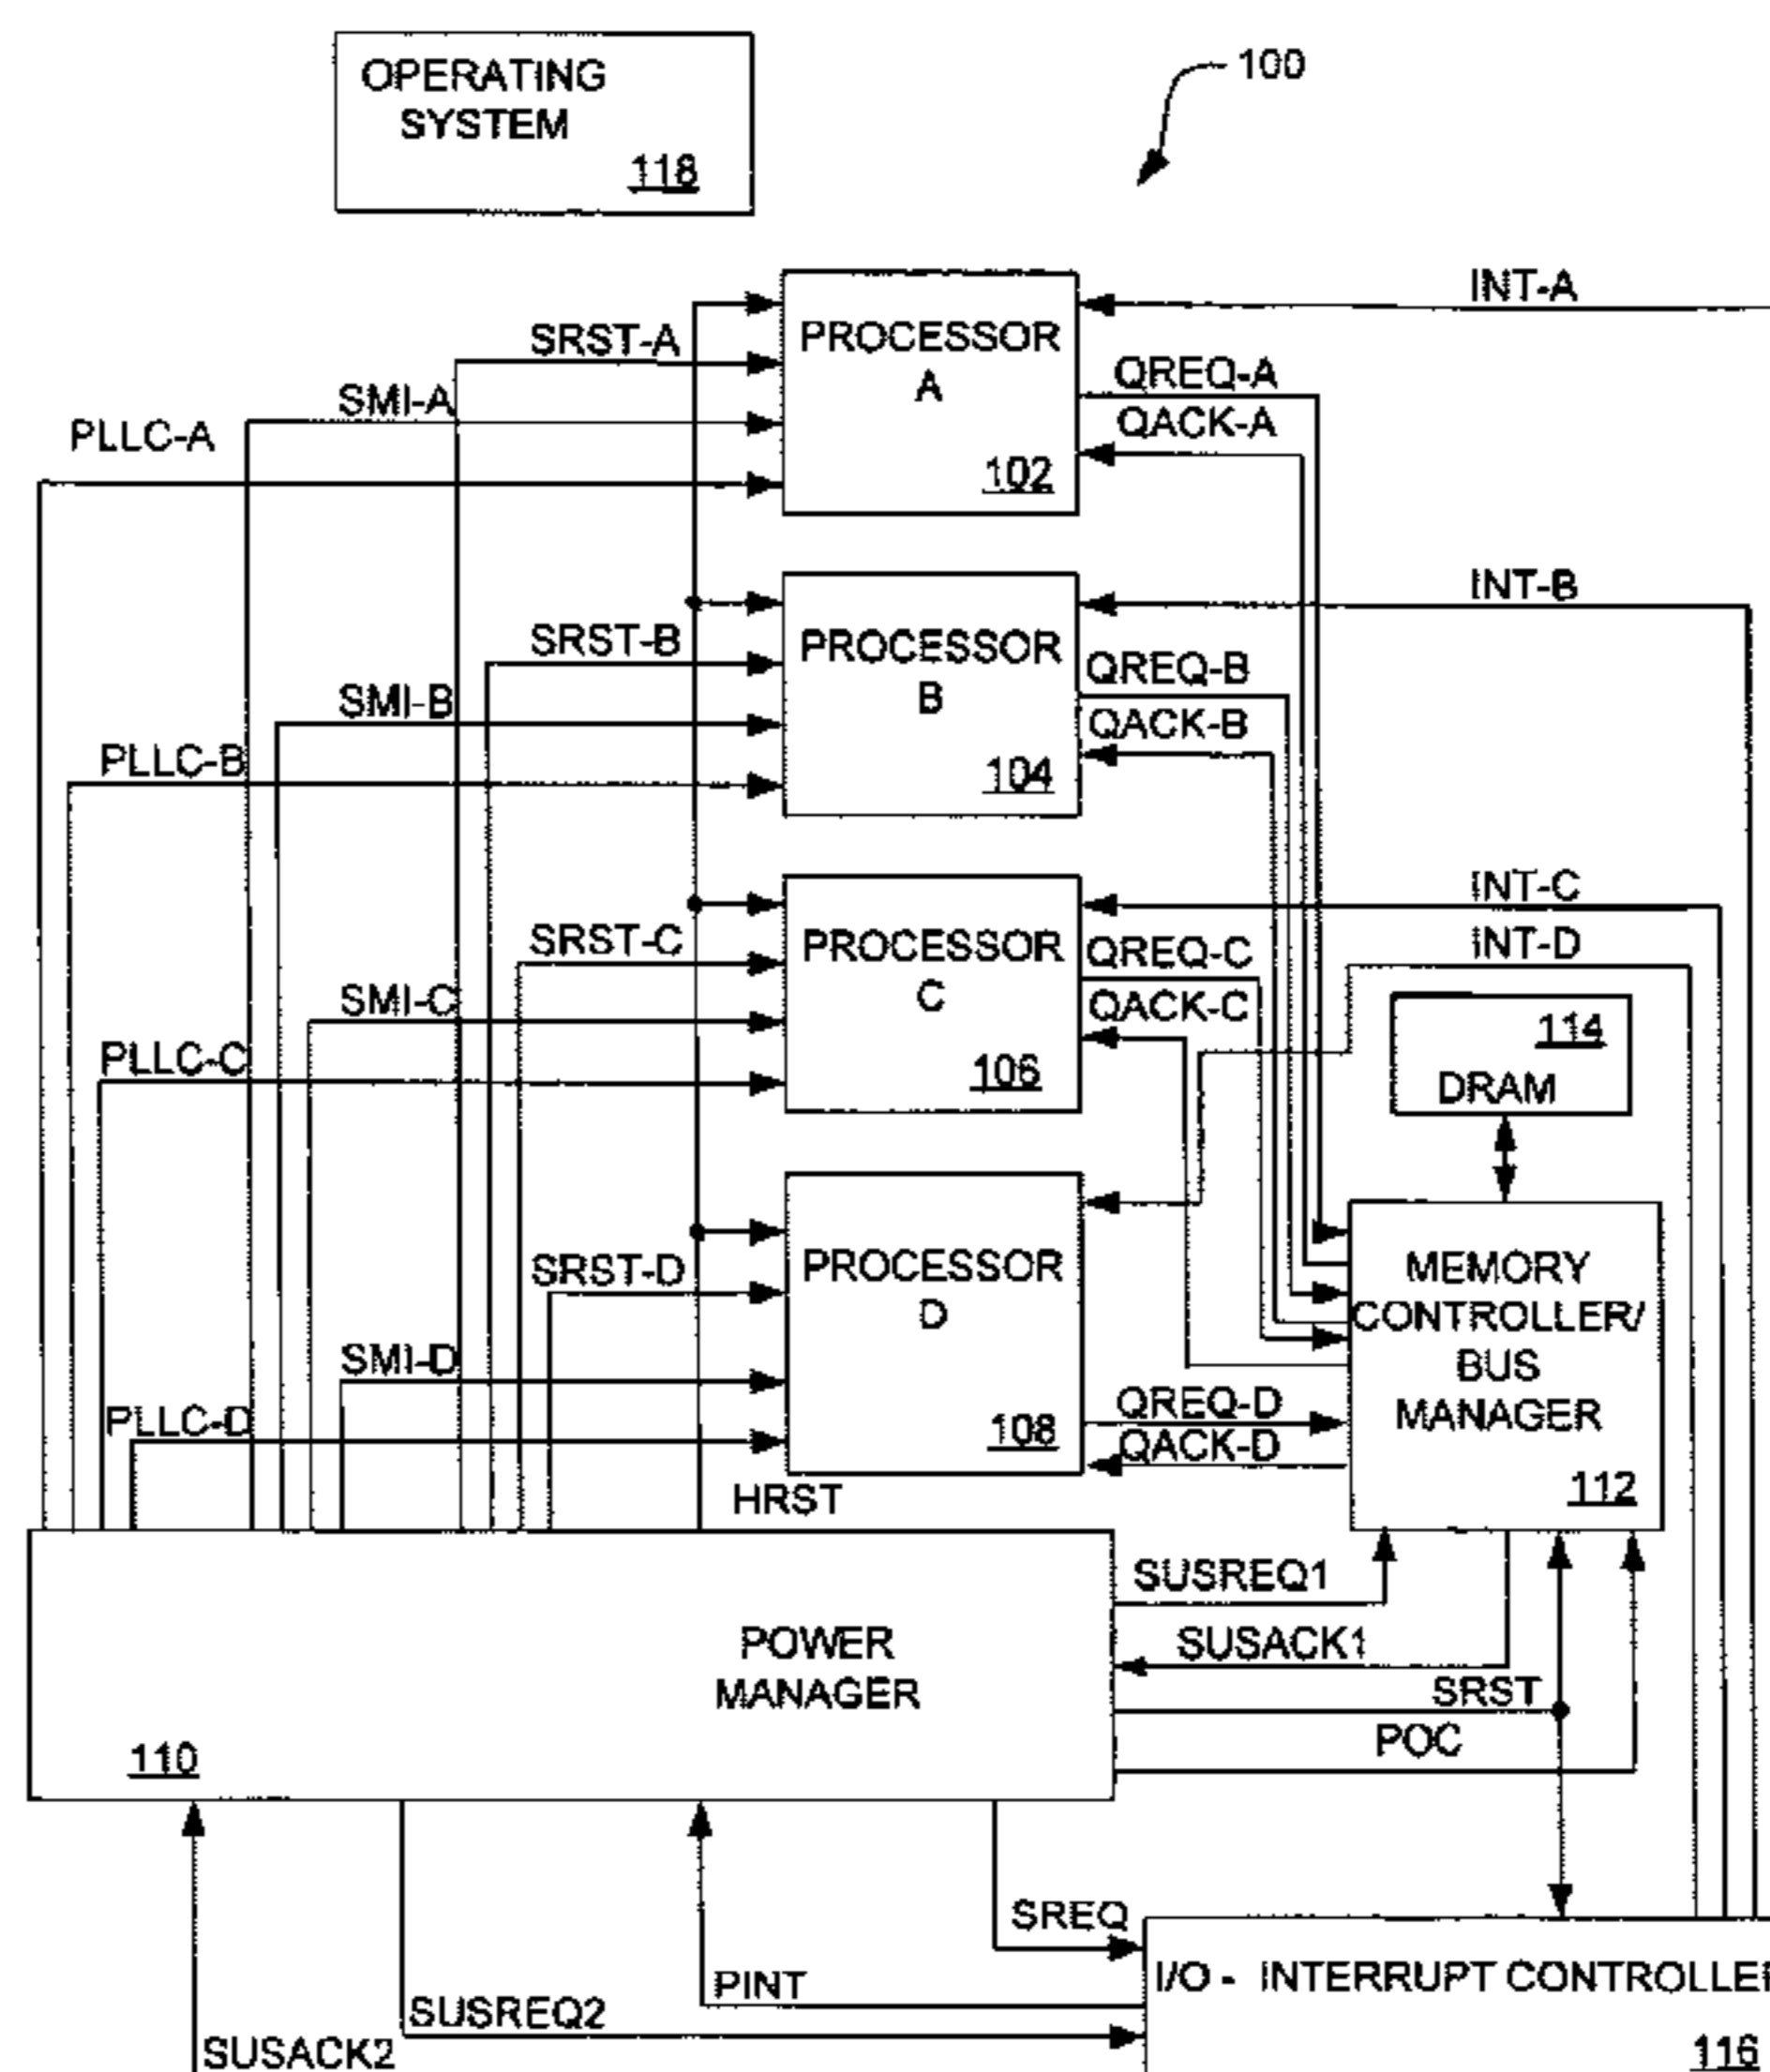 OPERATING
SYSTEM
118
100
INT-A
PROCESSOR
A
102
SRST-A
SMI-A
PLLC-A
QREQ-A
QACK-A
INT-B
PROCESSOR
B
104
SRST-B
SMI-B
PLLC-B
QREQ-B
QACK-B
INT-C
INT-D
PROCESSOR
C
106
SRST-C
SMI-C
PLLC-C
QREQ-C
QACK-C
114
DRAM
PROCESSOR
D
108
SRST-D
SMI-D
PLLC-D
QREQ-D
QACK-D
MEMORY
CONTROLLER/
BUS
MANAGER
112
HRST
POWER
MANAGER
110
SUSREQ1
SUSACK1
SRST
POC
SREQ
PINT
SUSREQ2
SUSACK2
I/O - INTERRUPT CONTROLLER
116